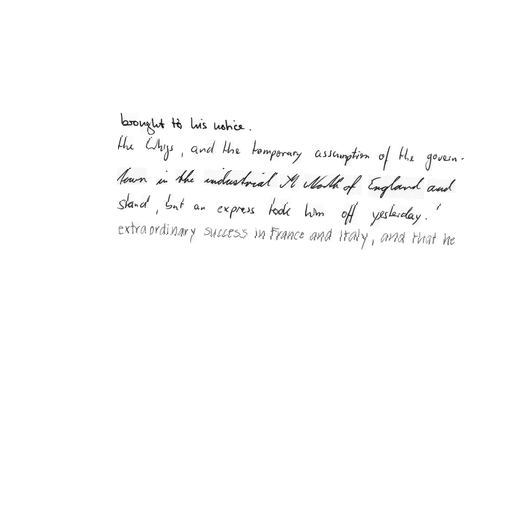 brought to his notice.
the Whigs, and the temporary assumption of the govern-
town in the industrial North of England and
stand, but an express took him off yesterday.'
extraordinary success in France and Italy, and that he